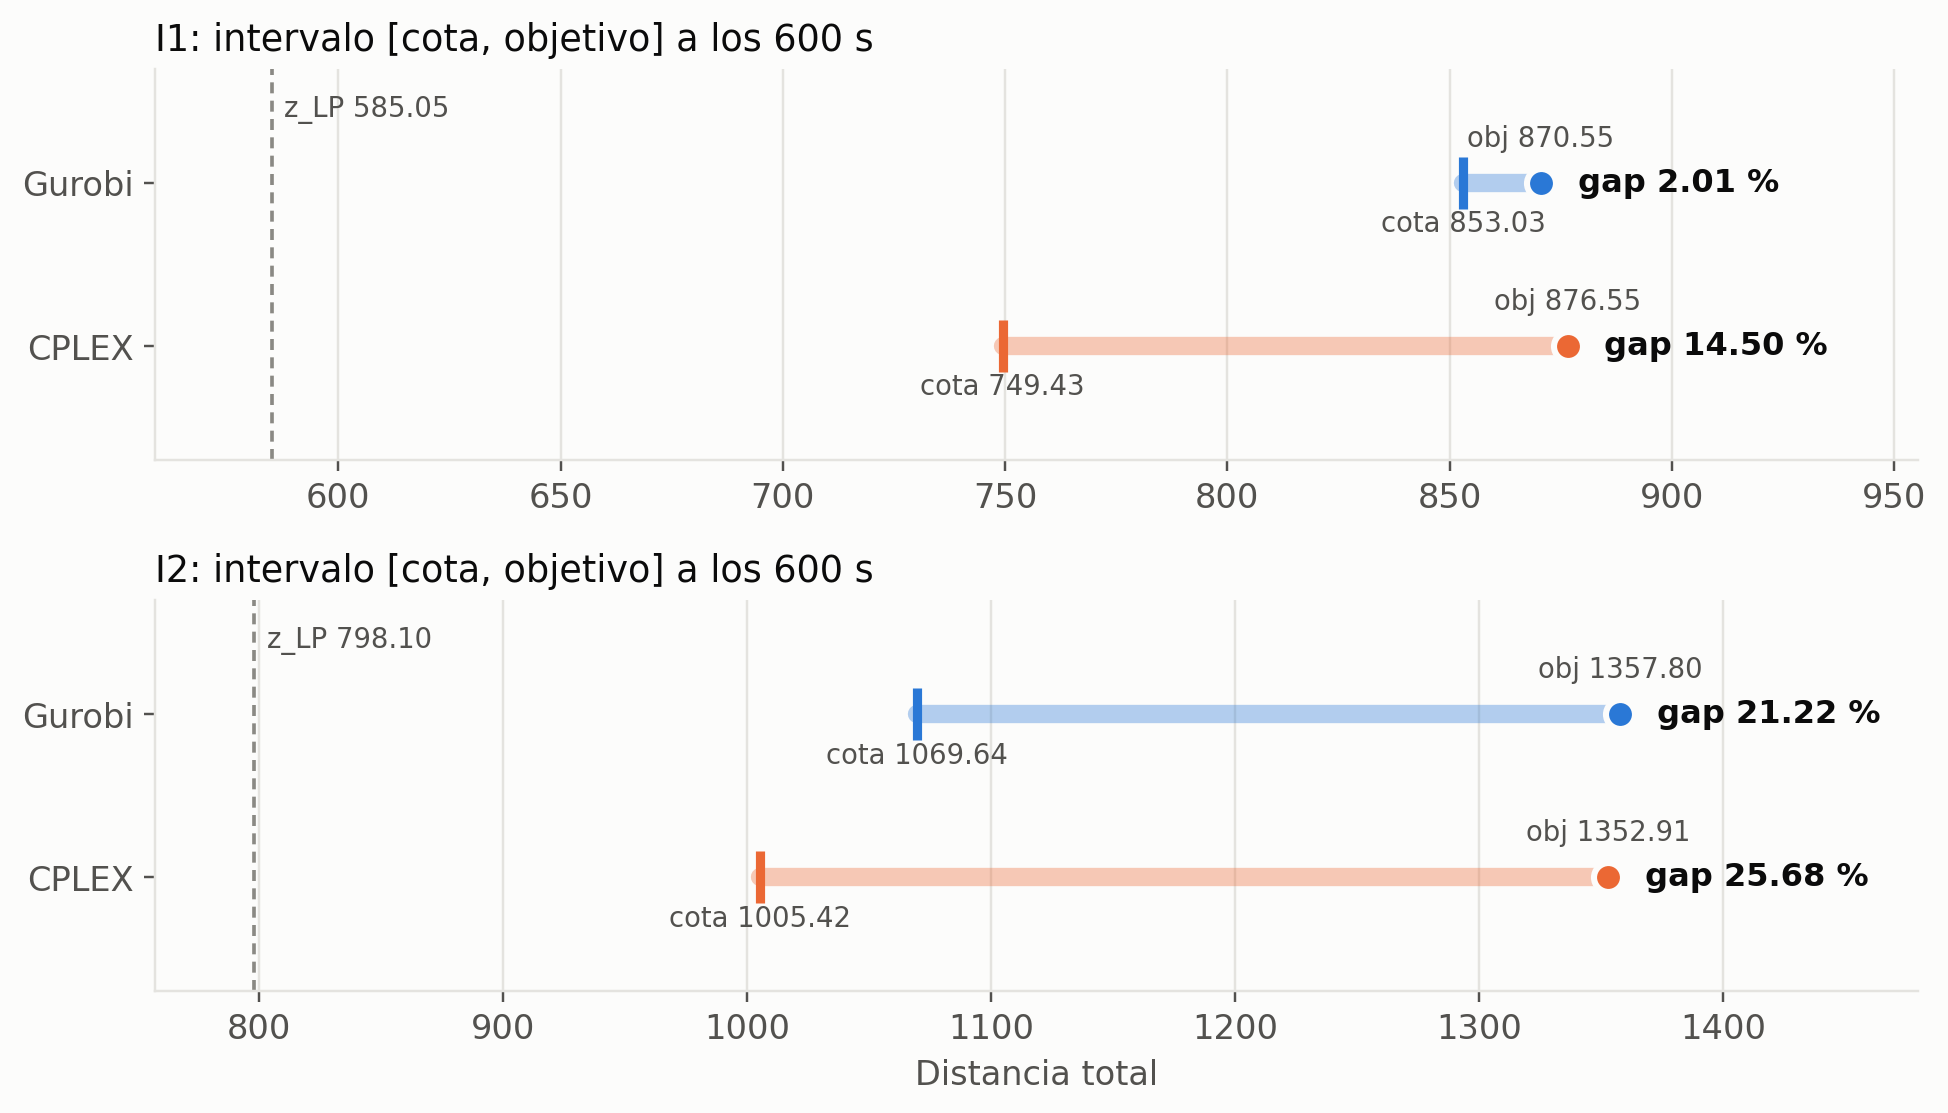 I1: intervalo [cota, objetivo] a los 600 s
z_LP 585.05
obj 870.55
Gurobi
gap 2.01 %
cota 853.03
obj 876.55
CPLEX
gap 14.50 %
cota 749.43
600 650 700 750 800 850 900 950
I2: intervalo [cota, objetivo] a los 600 s
z_LP 798.10
obj 1357.80
Gurobi
gap 21.22 %
cota 1069.64
obj 1352.91
CPLEX
gap 25.68 %
cota 1005.42
800 900 1000 1100 1200 1300 1400
Distancia total